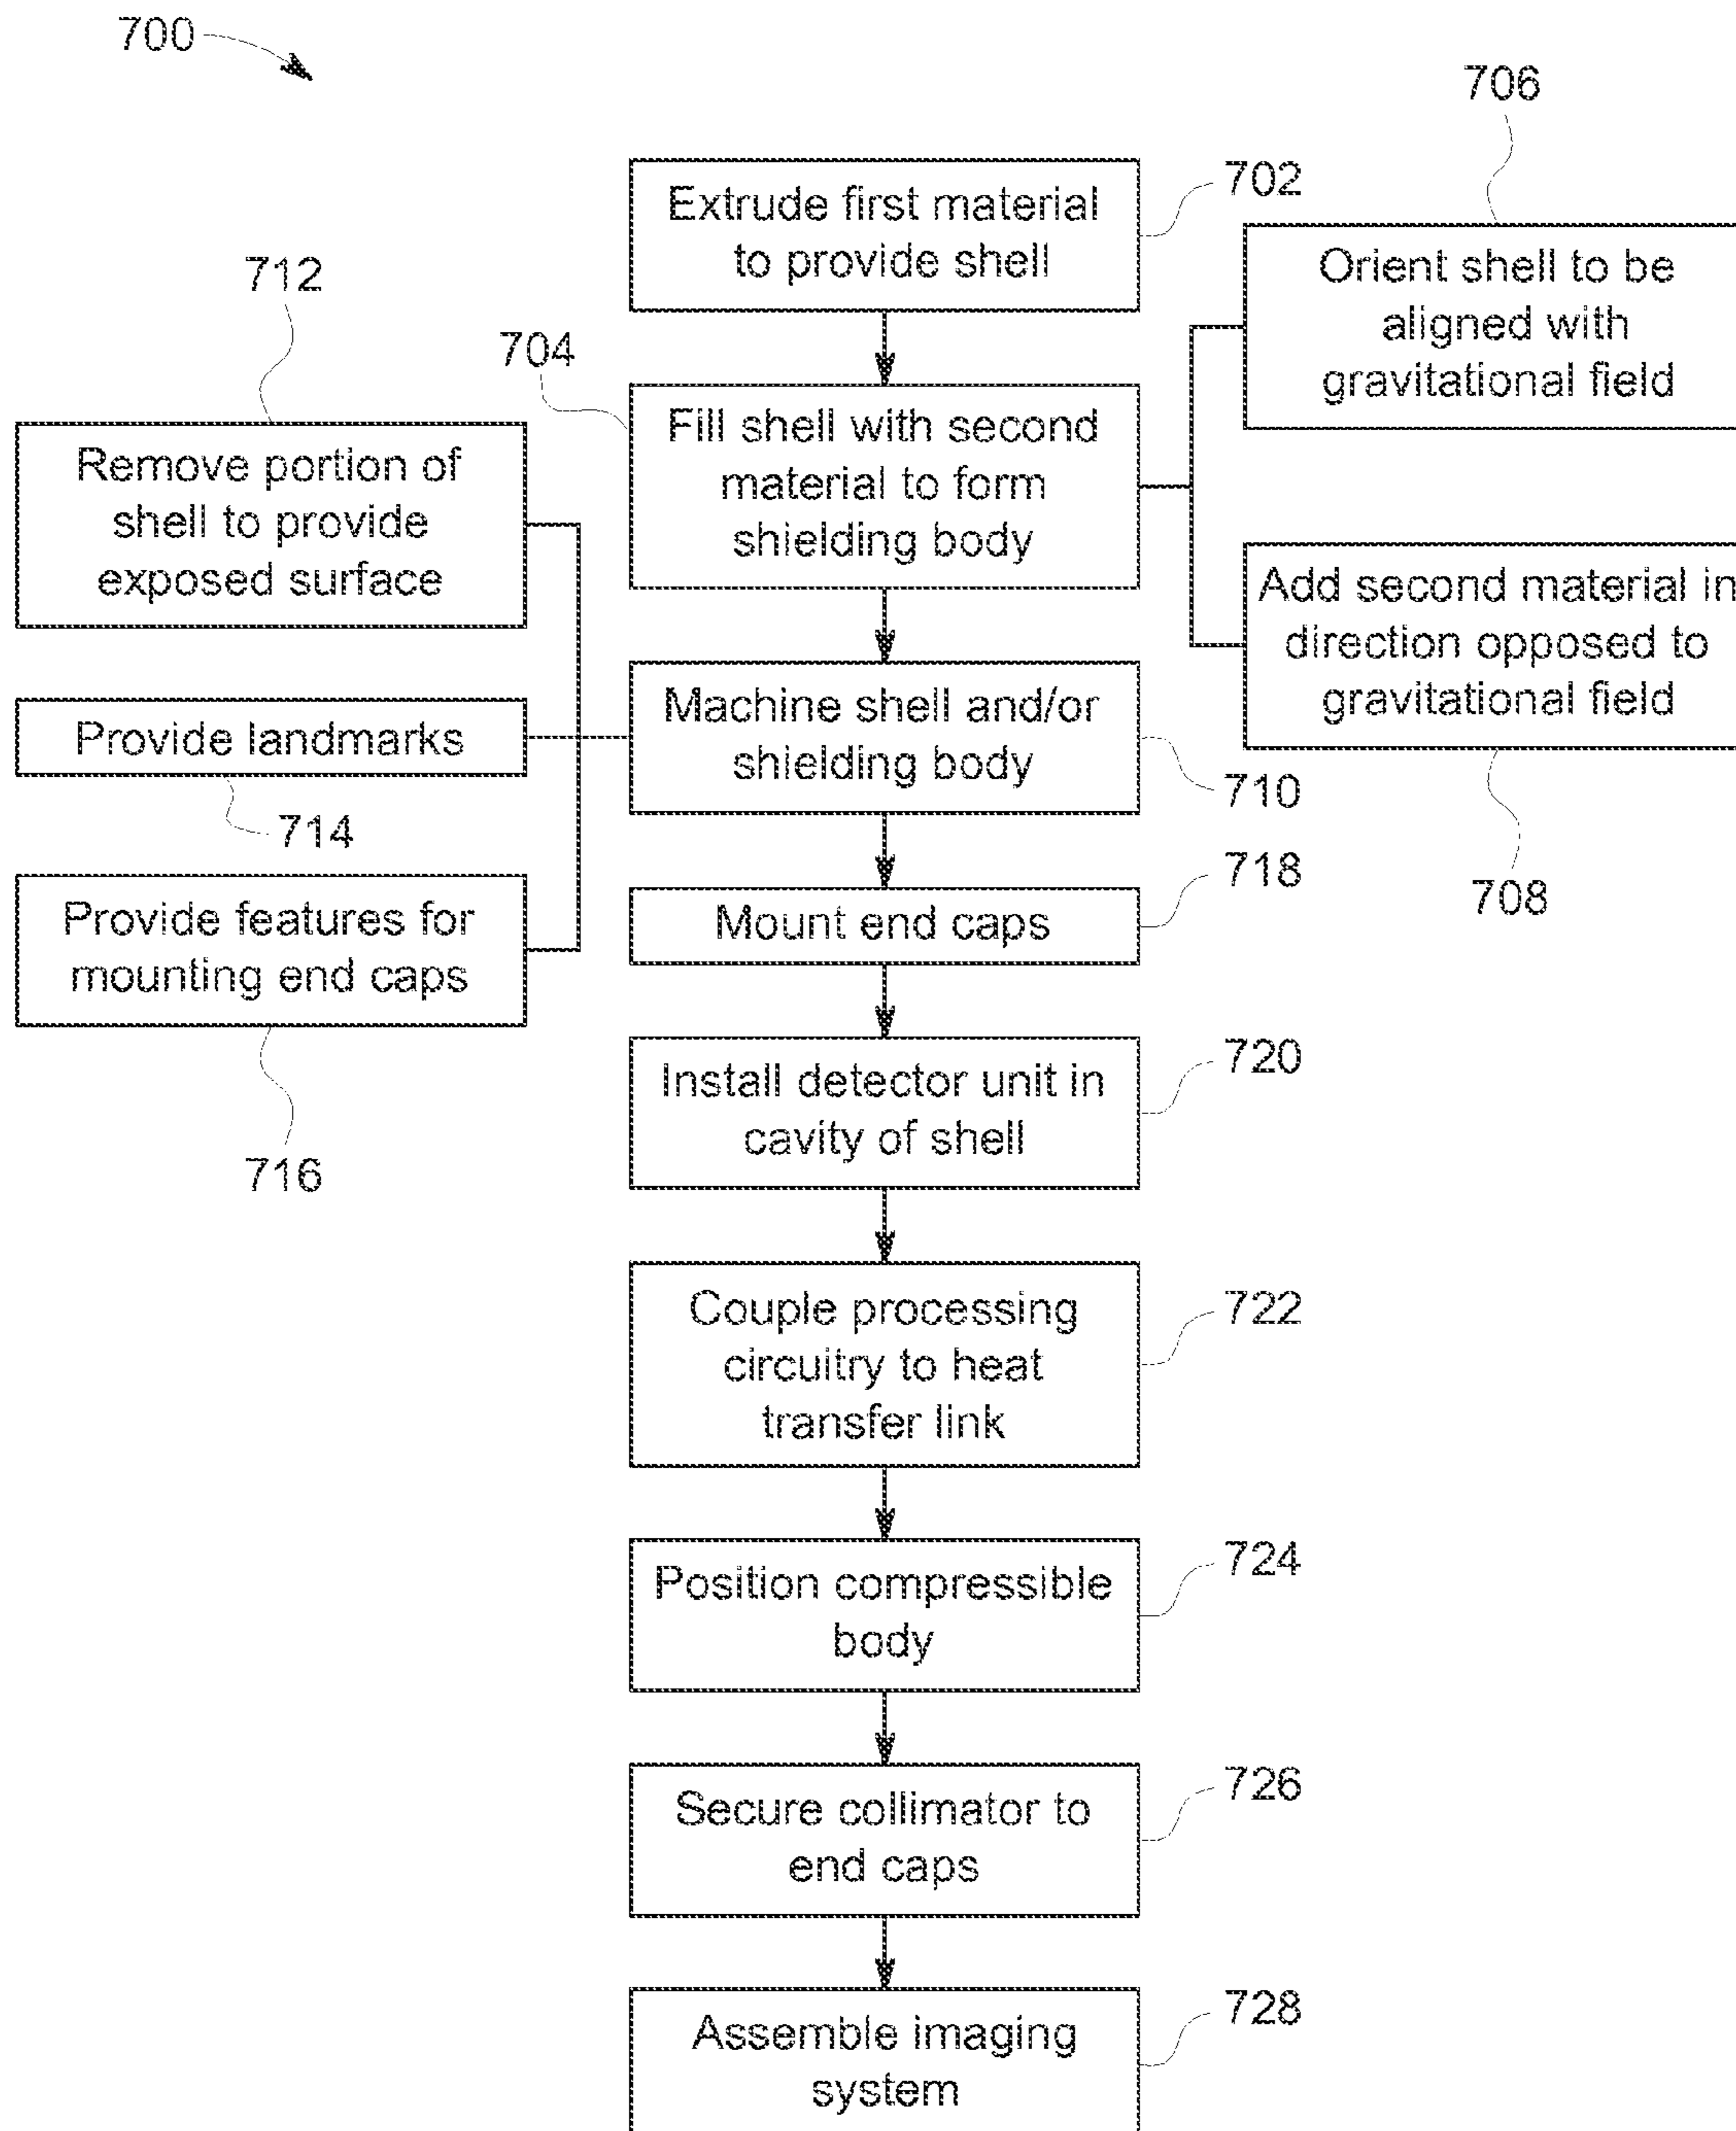 700
706
Extrude first material
to provide shell
702
Orient shell to be
aligned with
gravitational field
712
704
Fill shell with second
material to form
shielding body
Remove portion of
shell to provide
exposed surface
Add second material in
direction opposed to
gravitational field
708
Machine shell and/or
shielding body
710
Provide landmarks
714
Provide features for
mounting end caps
716
Mount end caps
718
Install detector unit in
cavity of shell
720
Couple processing
circuitry to heat
transfer link
722
Position compressible
body
724
Secure collimator to
end caps
726
Assemble imaging
system
728